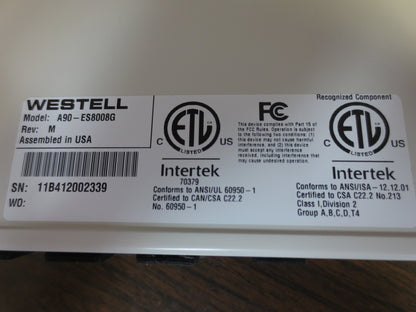 WESTELL
Model: A90-ES8008G
Rev: M
Assembled in USA
SN: 11B412002339
WO:
C ETL US
LISTED
Intertek
70379
Conforms to ANSI/UL 60950-1
Certified to CAN/CSA C22.2
No. 60950-1
FC
This device complies with Part 15 of
the FCC Rules. Operation is subject
to the following two conditions: (1)
this device may not cause harmful
interference, and (2) this device
must accept any interference
received, including interference
that may cause undesired operation.
Recognized Component
C ETL US
LISTED
Intertek
Conforms to ANSI/ISA-12.12.01
Certified to CSA C22.2 No.213
Class I, Division 2
Group A,B,C,D,T4